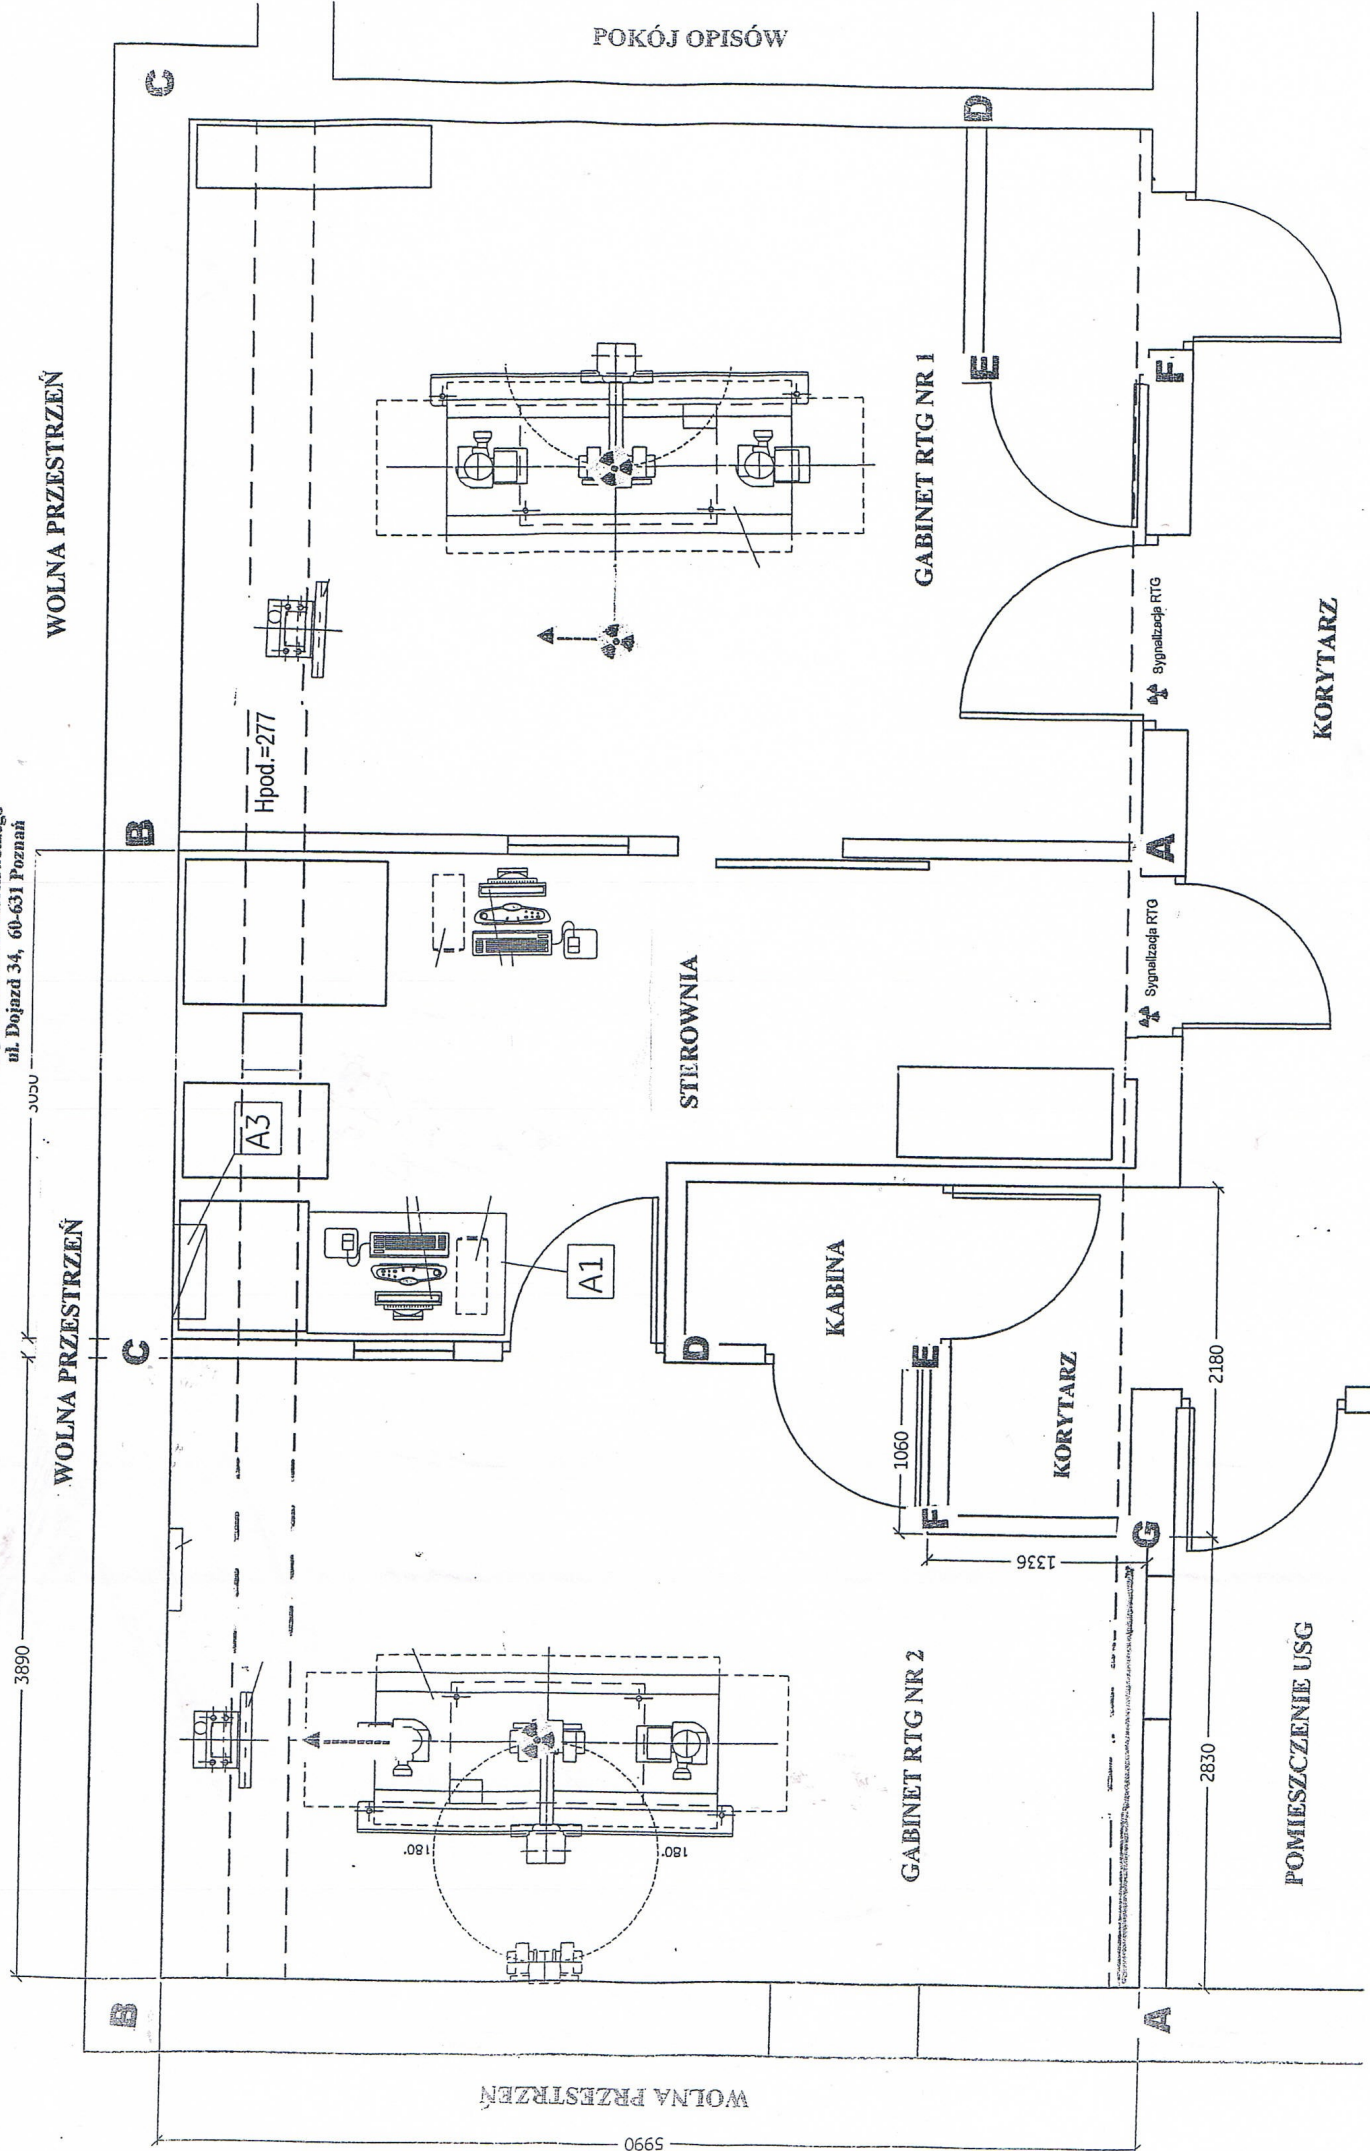 ul. Dojazd 34, 60-631 Poznań
3890
3050
WOLNA PRZESTRZEŃ
WOLNA PRZESTRZEŃ
B
C
B
C
A3
Hpod.=277
A1
180°
180°
STEROWNIA
D
KABINA
E
1060
F
KORYTARZ
1336
GABINET RTG NR 2
GABINET RTG NR 1
E
D
POKÓJ OPISÓW
A
G
Sygnalizacja RTG
A
Sygnalizacja RTG
F
2830
2180
POMIESZCZENIE USG
KORYTARZ
WOLNA PRZESTRZEŃ
5990